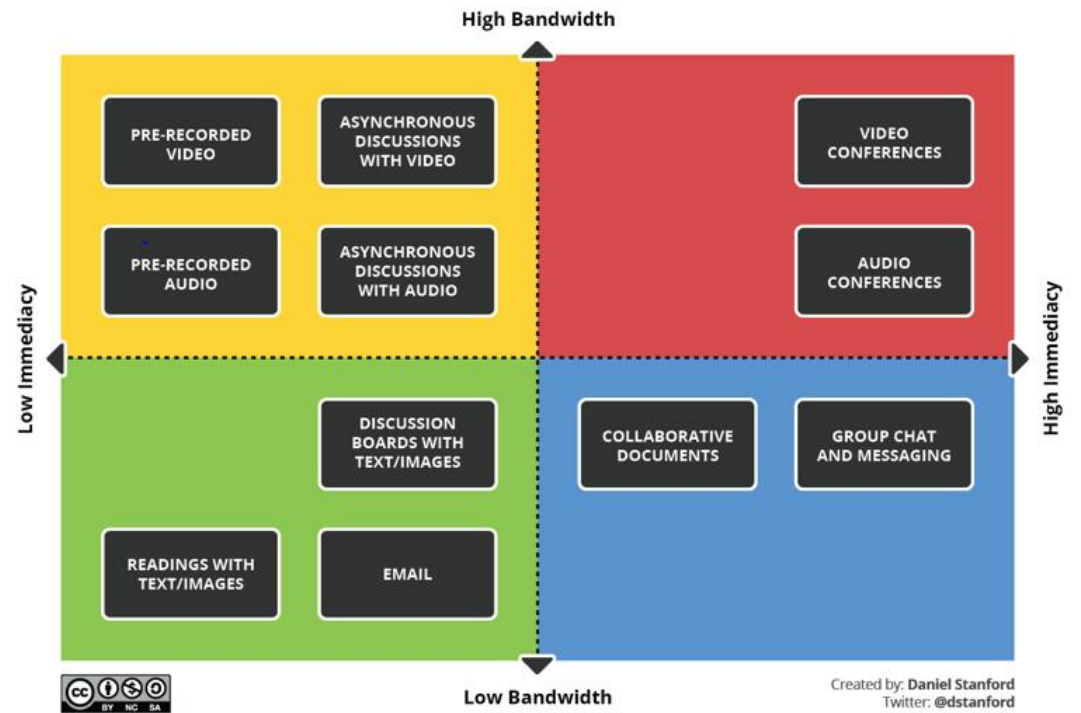 High Bandwidth
PRE-RECORDED
VIDEO
ASYNCHRONOUS
DISCUSSIONS
WITH VIDEO
VIDEO
CONFERENCES
PRE-RECORDED
AUDIO
ASYNCHRONOUS
DISCUSSIONS
WITH AUDIO
AUDIO
CONFERENCES
Low Immediacy
High Immediacy
DISCUSSION
BOARDS WITH
TEXT/IMAGES
COLLABORATIVE
DOCUMENTS
GROUP CHAT
AND MESSAGING
READINGS WITH
TEXT/IMAGES
EMAIL
Low Bandwidth
cc
BY NC SA
Created by: Daniel Stanford
Twitter: @dstanford